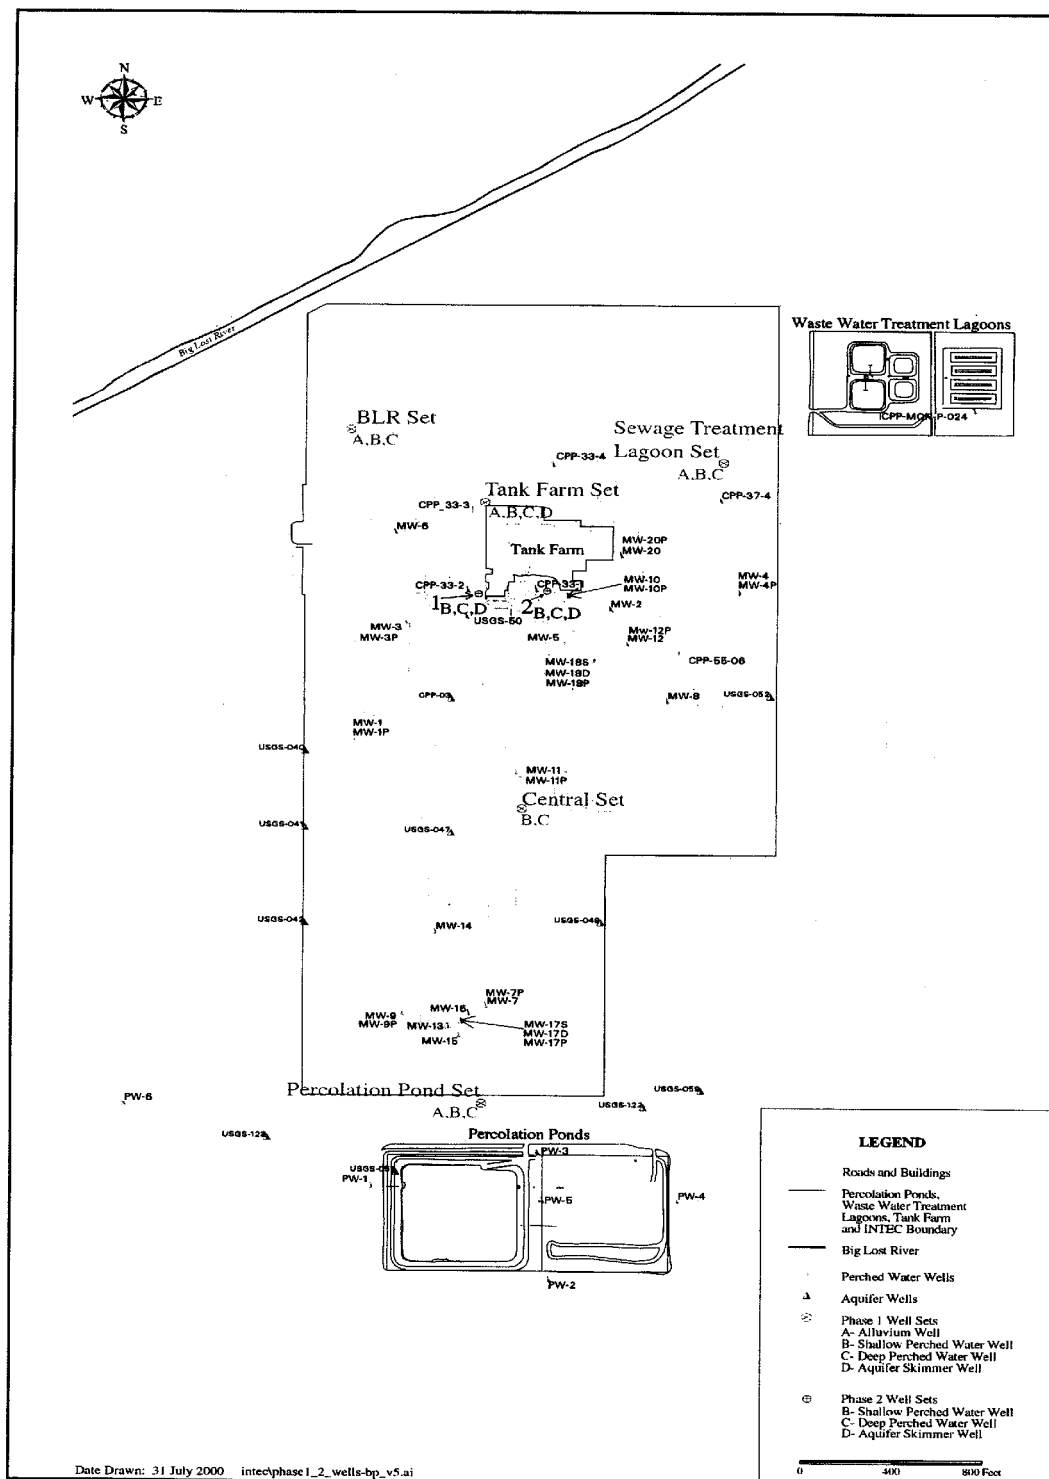 N
W E
S
Big Lost River
Waste Water Treatment Lagoons
BLR Set
A,B,C
Sewage Treatment
Lagoon Set
A,B,C
CPP-33-4
CPP-37-4
Tank Farm Set
CPP_33-3
A,B,C,D
MW-6
Tank Farm
MW-20P
MW-20
CPP-33-2
CPP-33-1
MW-10
MW-10P
MW-4
MW-4P
1 B,C,D
2 B,C,D
MW-2
USGS-50
MW-3
MW-3P
MW-5
Mw-12P
MW-12
CPP-55-06
MW-18S
MW-18D
MW-18P
CPP-03
MW-8
USGS-052
MW-1
MW-1P
USGS-040
MW-11
MW-11P
Central Set
B,C
USGS-041
USGS-047
USGS-042
MW-14
USGS-049
MW-7P
MW-7
MW-9
MW-9P
MW-16
MW-13
MW-15
MW-17S
MW-17D
MW-17P
Percolation Pond Set
A,B,C
PW-6
USGS-059
USGS-122
USGS-123
Percolation Ponds
PW-3
PW-1
PW-5
PW-4
PW-2
LEGEND
Roads and Buildings
Percolation Ponds,
Waste Water Treatment
Lagoons, Tank Farm
and INTEC Boundary
Big Lost River
Perched Water Wells
Aquifer Wells
Phase 1 Well Sets
A- Alluvium Well
B- Shallow Perched Water Well
C- Deep Perched Water Well
D- Aquifer Skimmer Well
Phase 2 Well Sets
B- Shallow Perched Water Well
C- Deep Perched Water Well
D- Aquifer Skimmer Well
0 400 800 Feet
Date Drawn: 31 July 2000 intec\phase1_2_wells-bp_v5.ai